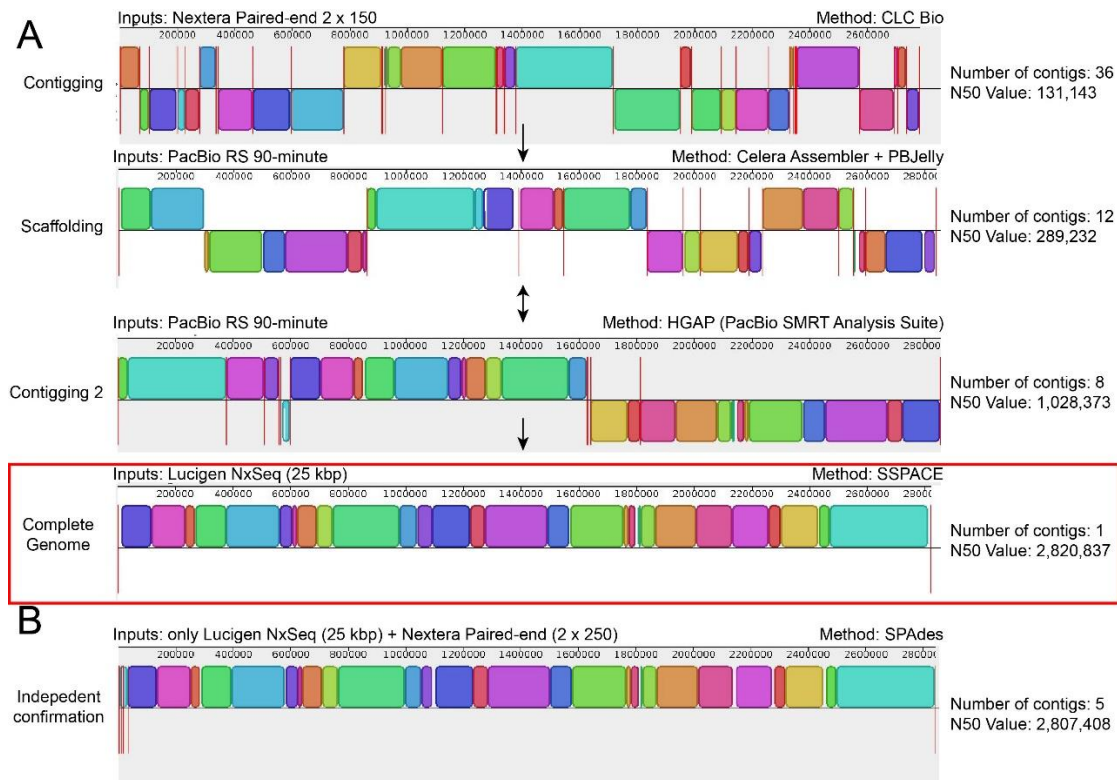 A
Inputs: Nextera Paired-end 2 x 150 Method: CLC Bio
200000 400000 600000 800000 1000000 1200000 1400000 1600000 1800000 2000000 2200000 2400000 2600000
Contigging
Number of contigs: 36
N50 Value: 131,143
Inputs: PacBio RS 90-minute Method: Celera Assembler + PBJelly
200000 400000 600000 800000 1000000 1200000 1400000 1600000 1800000 2000000 2200000 2400000 2600000 2800000
Scaffolding
Number of contigs: 12
N50 Value: 289,232
Inputs: PacBio RS 90-minute Method: HGAP (PacBio SMRT Analysis Suite)
200000 400000 600000 800000 1000000 1200000 1400000 1600000 1800000 2000000 2200000 2400000 2600000 2800000
Contigging 2
Number of contigs: 8
N50 Value: 1,028,373
Inputs: Lucigen NxSeq (25 kbp) Method: SSPACE
200000 400000 600000 800000 1000000 1200000 1400000 1600000 1800000 2000000 2200000 2400000 2600000 28000(
Complete
Genome
Number of contigs: 1
N50 Value: 2,820,837
B
Inputs: only Lucigen NxSeq (25 kbp) + Nextera Paired-end (2 x 250) Method: SPAdes
200000 400000 600000 800000 1000000 1200000 1400000 1600000 1800000 2000000 2200000 2400000 2600000 28000(
Indepedent
confirmation
Number of contigs: 5
N50 Value: 2,807,408